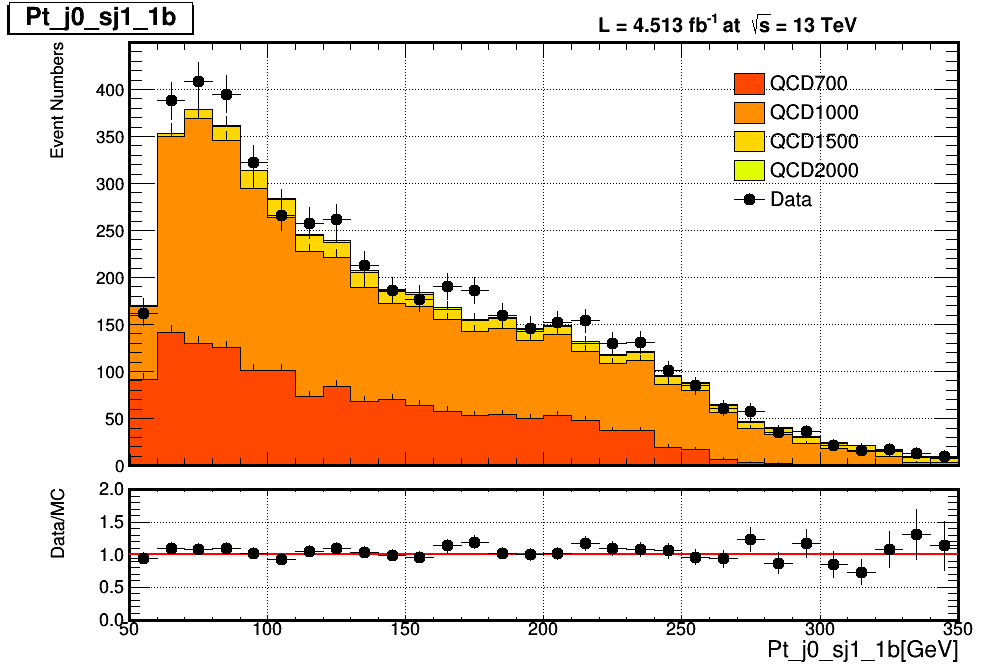 Pt_j0_sj1_1b
L = 4.513 fb⁻¹ at √s = 13 TeV
Event Numbers
400
350
300
250
200
150
100
50
0
QCD700
QCD1000
QCD1500
QCD2000
Data
Data/MC
2.0
1.5
1.0
0.5
0.0
50 100 150 200 250 300 350
Pt_j0_sj1_1b[GeV]